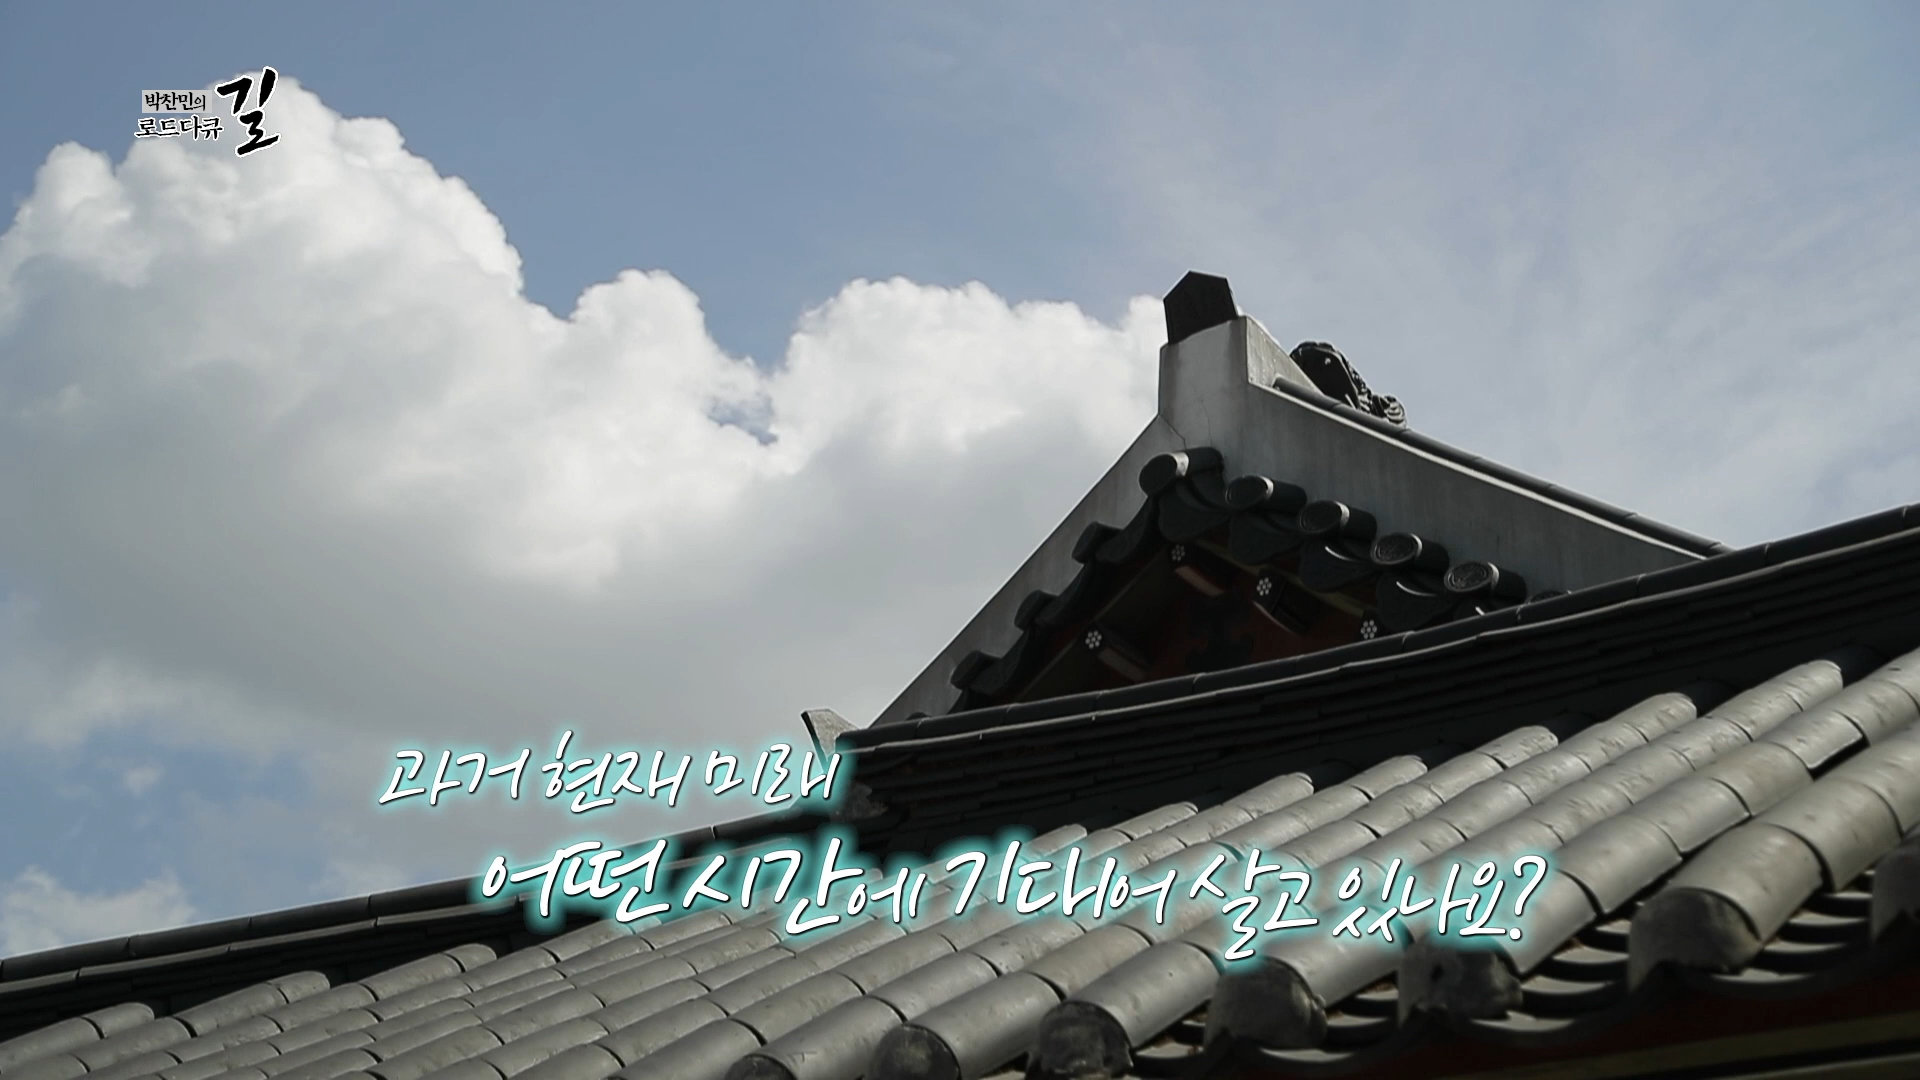 박찬민의
로드다큐 길
과거 현재 미래
어떤 시간에 기대어 살고 있나요?